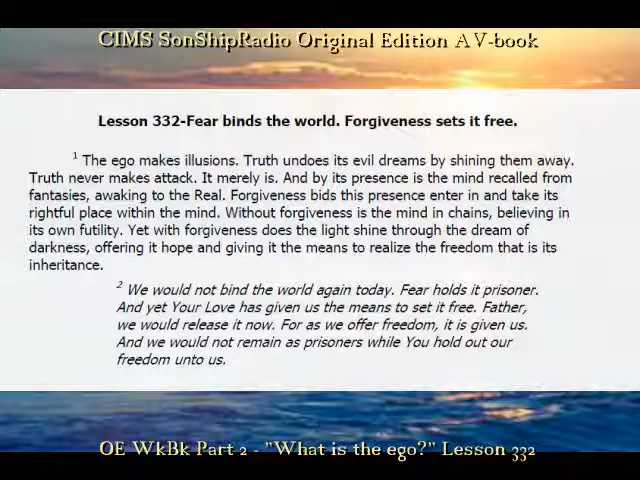 CIMS SonShipRadio Original Edition AV-book
Lesson 332-Fear binds the world. Forgiveness sets it free.
1 The ego makes illusions. Truth undoes its evil dreams by shining them away.
Truth never makes attack. It merely is. And by its presence is the mind recalled from
fantasies, awaking to the Real. Forgiveness bids this presence enter in and take its
rightful place within the mind. Without forgiveness is the mind in chains, believing in
its own futility. Yet with forgiveness does the light shine through the dream of
darkness, offering it hope and giving it the means to realize the freedom that is its
inheritance.
2 We would not bind the world again today. Fear holds it prisoner.
And yet Your Love has given us the means to set it free. Father,
we would release it now. For as we offer freedom, it is given us.
And we would not remain as prisoners while You hold out our
freedom unto us.
OE WkBk Part 2 - "What is the ego?" Lesson 332